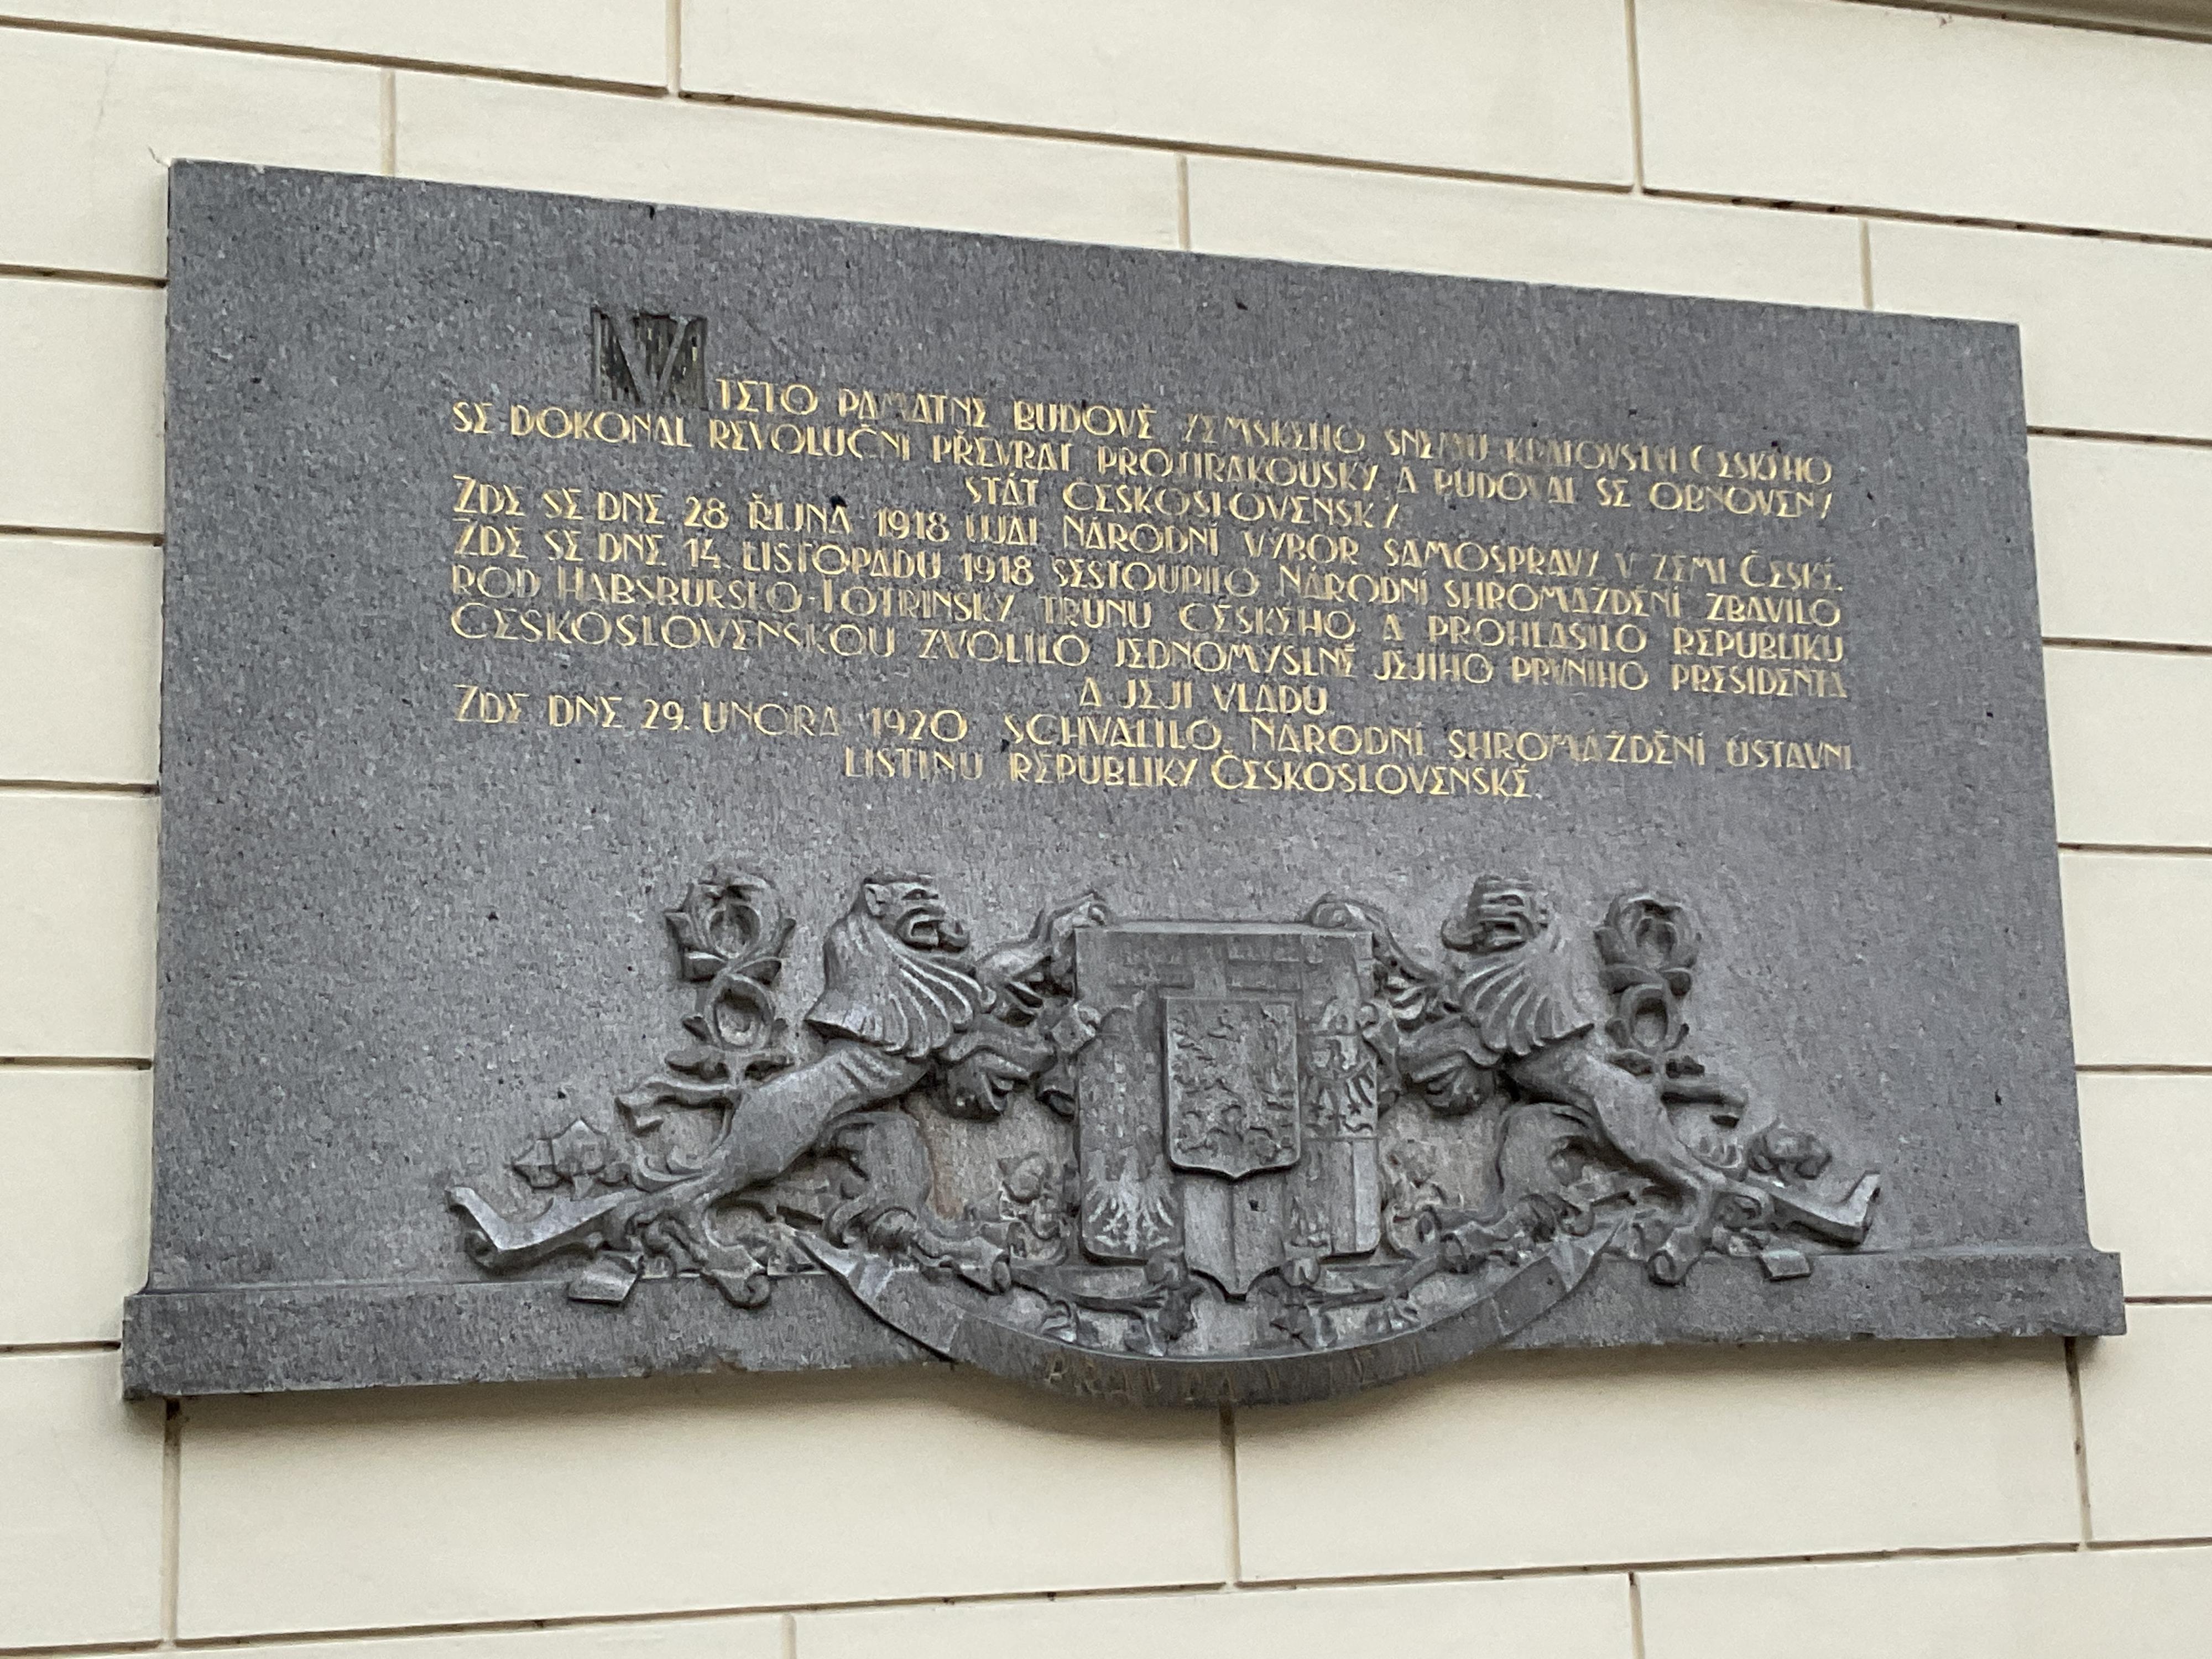 V TÉTO PAMÁTNÉ BUDOVĚ ZEMSKÉHO SNĚMU KRÁLOVSTVÍ ČESKÉHO
SE DOKONAL REVOLUČNÍ PŘEVRAT PROTIRAKOUSKÝ A BUDOVAL SE OBNOVENÝ
STÁT ČESKOSLOVENSKÝ.
ZDE SE DNE 28 ŘÍJNA 1918 UJAL NÁRODNÍ VÝBOR SAMOSPRÁVY V ZEMI ČESKÉ.
ZDE SE DNE 14. LISTOPADU 1918 SESTOUPILO NÁRODNÍ SHROMÁŽDĚNÍ ZBAVILO
ROD HABSBURSKO-LOTRINSKÝ TRŮNU ČESKÉHO A PROHLÁSILO REPUBLIKU
ČESKOSLOVENSKOU ZVOLILO JEDNOMYSLNĚ JEJÍHO PRVNÍHO PRESIDENTA
A JEJÍ VLÁDU.
ZDE DNE 29. ÚNORA 1920 SCHVÁLILO NÁRODNÍ SHROMÁŽDĚNÍ ÚSTAVNÍ
LISTINU REPUBLIKY ČESKOSLOVENSKÉ.